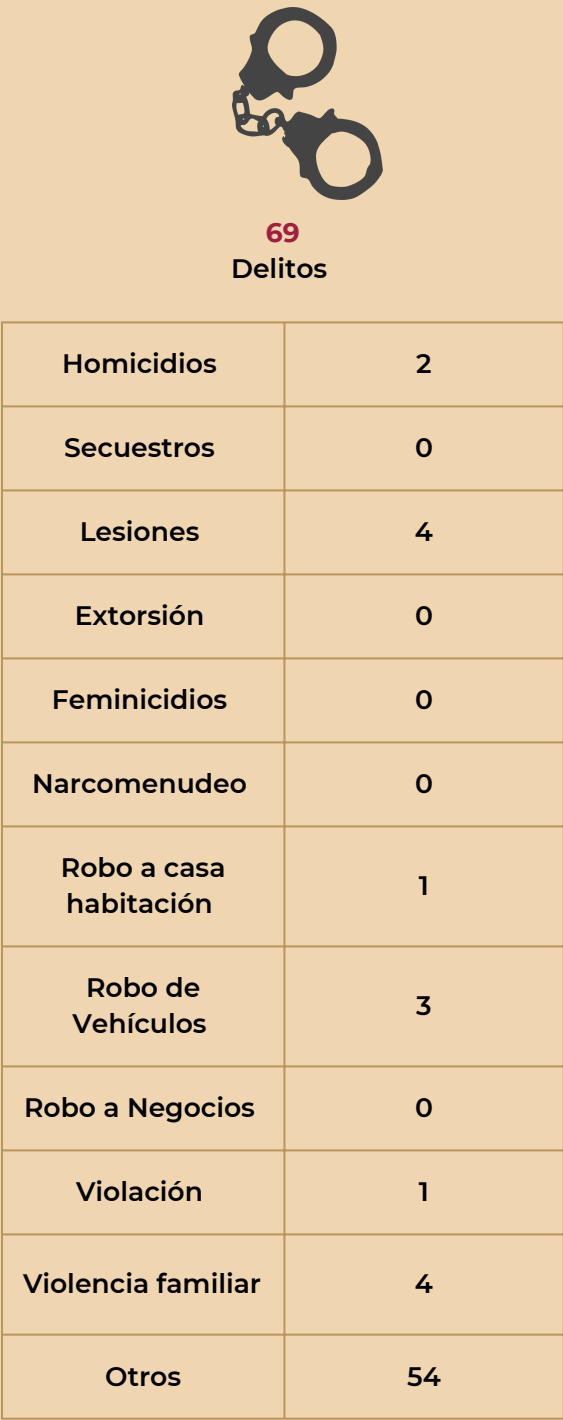 69
Delitos
Homicidios 2
Secuestros 0
Lesiones 4
Extorsión 0
Feminicidios 0
Narcomenudeo 0
Robo a casa
habitación 1
Robo de
Vehículos 3
Robo a Negocios 0
Violación 1
Violencia familiar 4
Otros 54